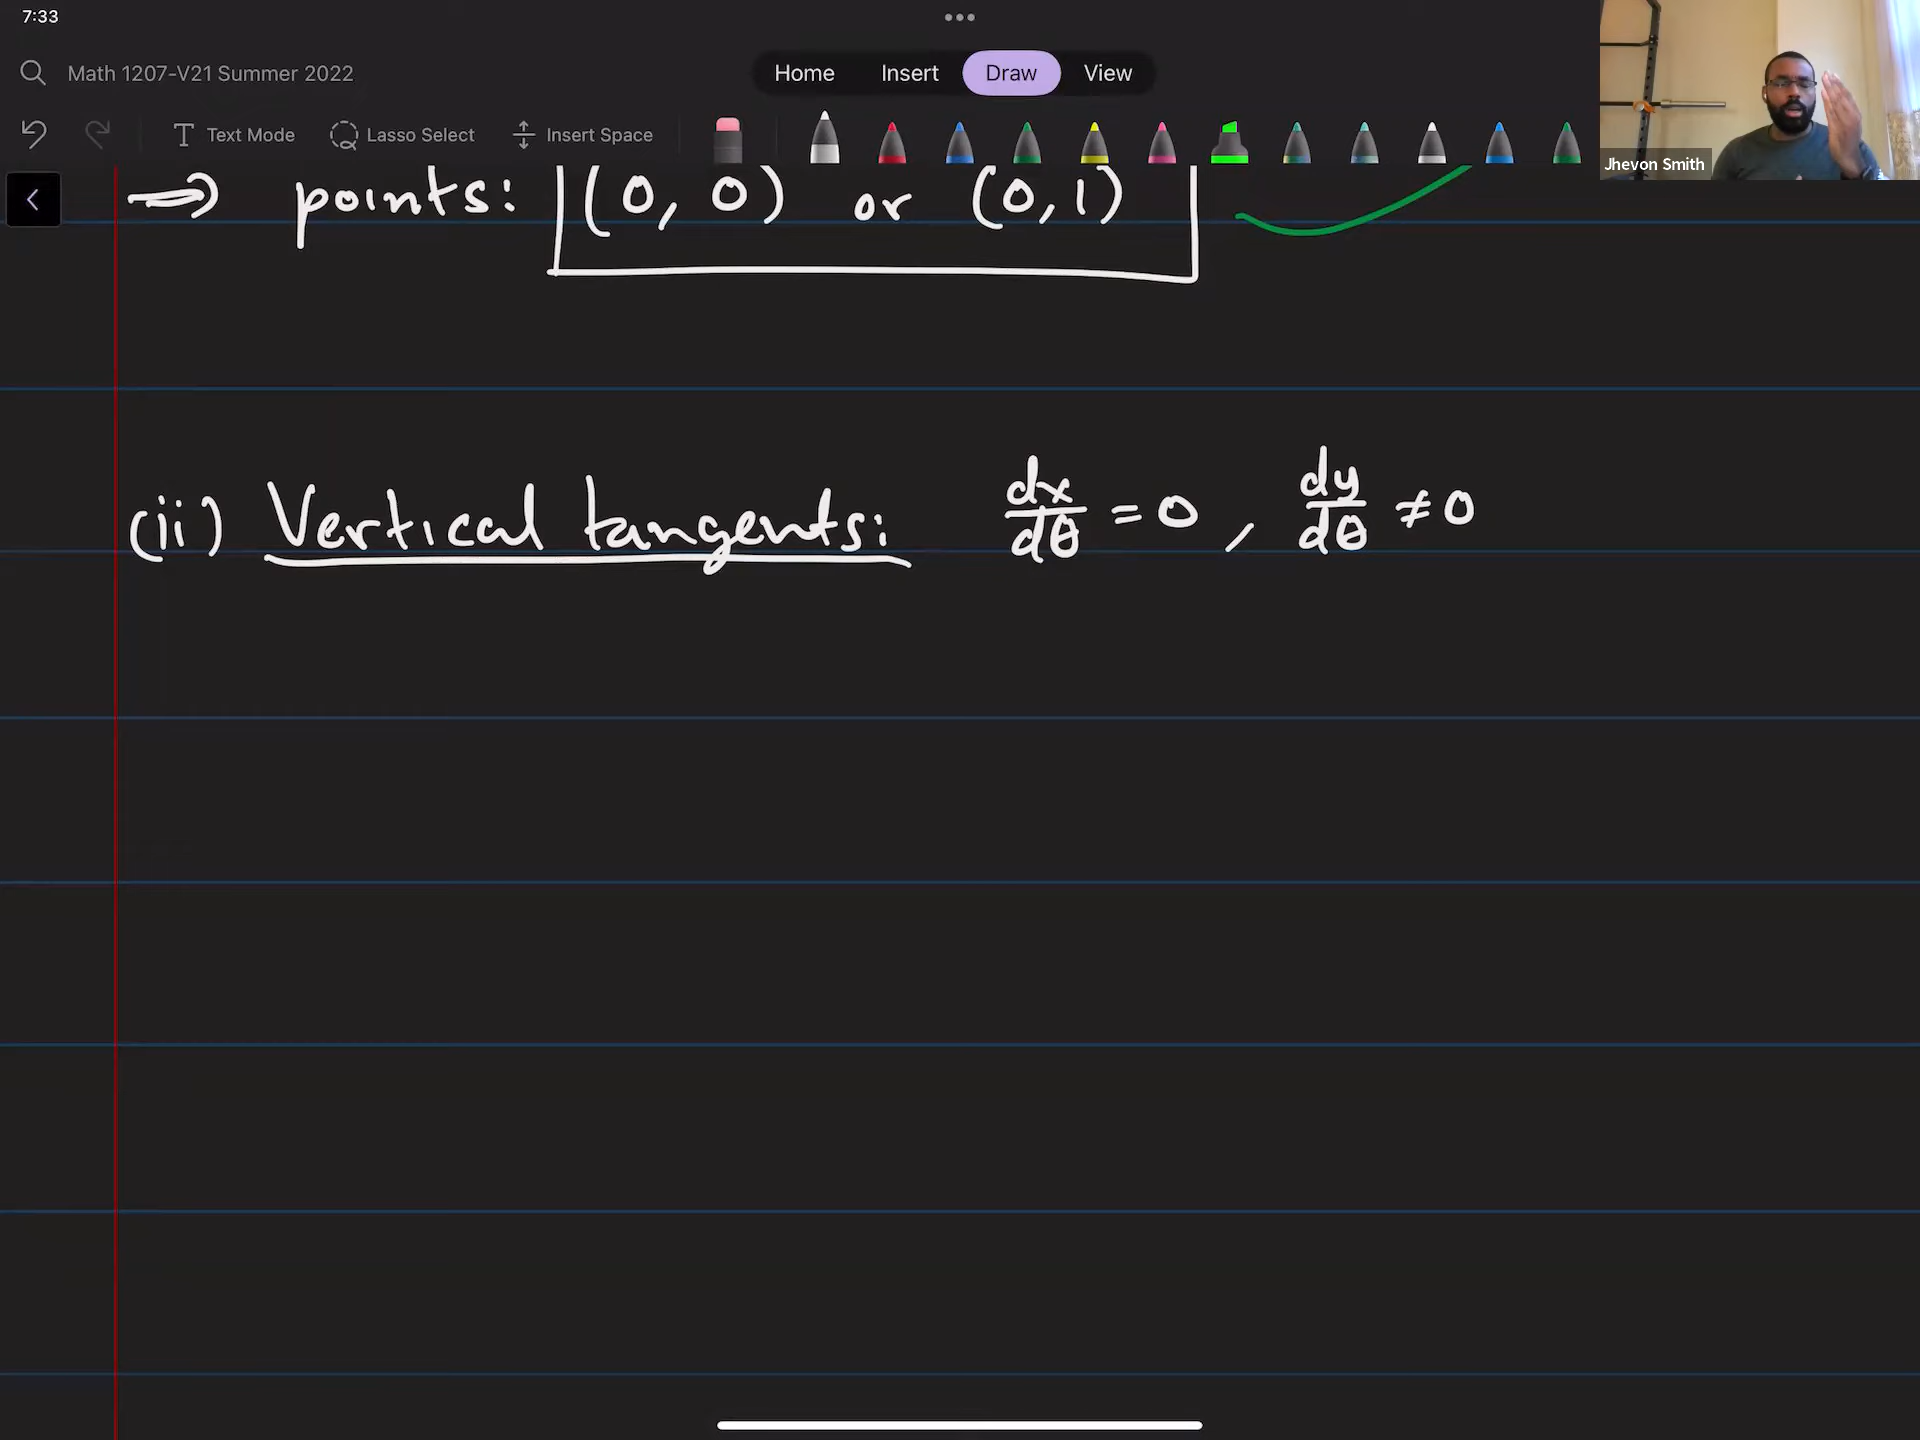 7:33
Math 1207-V21 Summer 2022
Home Insert Draw View
Text Mode Lasso Select Insert Space
Jhevon Smith
⇒ points: (0, 0) or (0, 1)
(ii) Vertical tangents: dx/dθ = 0, dy/dθ ≠ 0